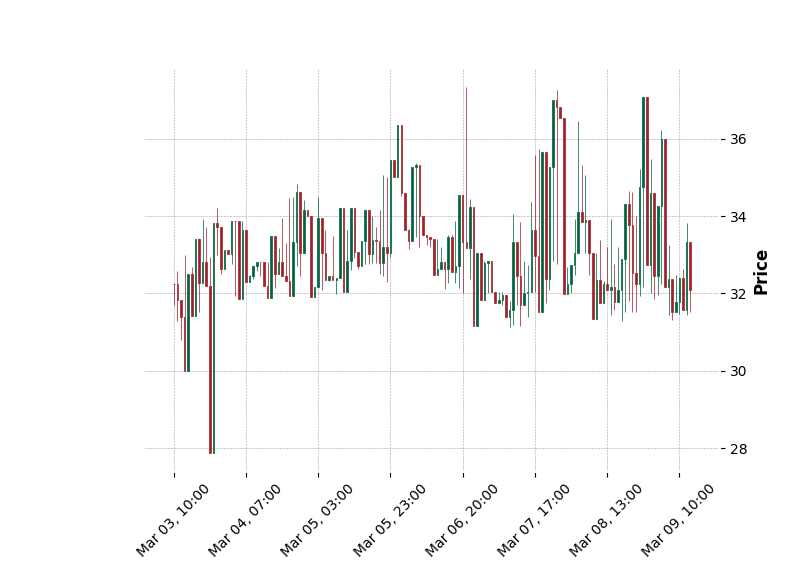 36
34
32
30
28
Price
Mar 03, 10:00
Mar 04, 07:00
Mar 05, 03:00
Mar 05, 23:00
Mar 06, 20:00
Mar 07, 17:00
Mar 08, 13:00
Mar 09, 10:00